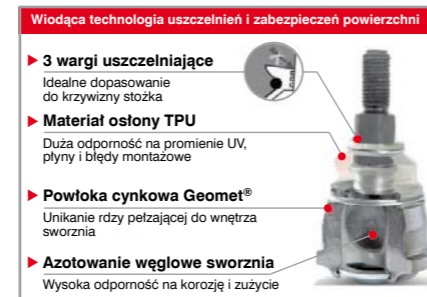 Wiodąca technologia uszczelnień i zabezpieczeń powierzchni
3 wargi uszczelniające
Idealne dopasowanie
do krzywizny stożka
Materiał osłony TPU
Duża odporność na promienie UV,
płyny i błędy montażowe
Powłoka cynkowa Geomet®
Unikanie rdzy pełzającej do wnętrza
sworznia
Azotowanie węglowe sworznia
Wysoka odporność na korozję i zużycie